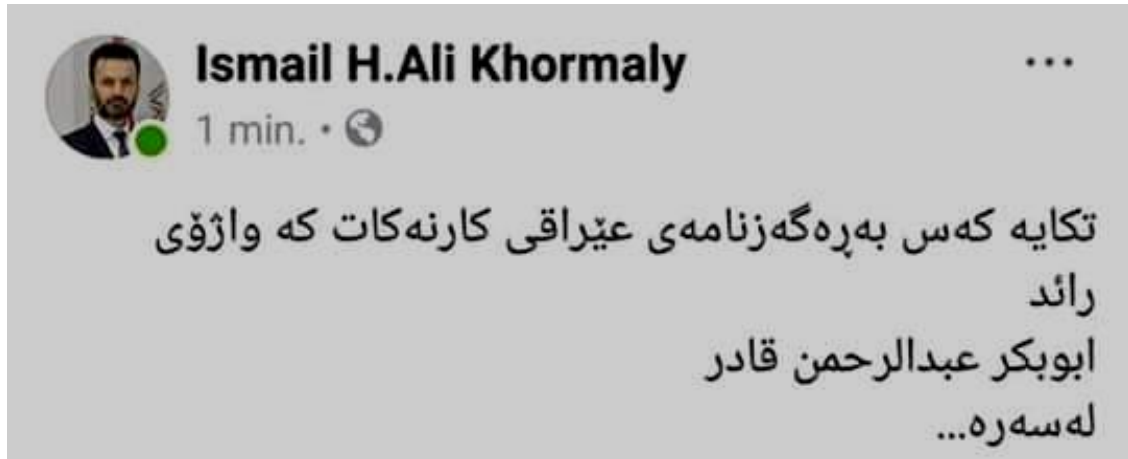 Ismail H.Ali Khormaly
1 min. ·
تکایە کەس بەڕەگەزنامەی عێراقی کارنەکات کە واژۆی
رائد
ابوبکر عبدالرحمن قادر
لەسەرە...